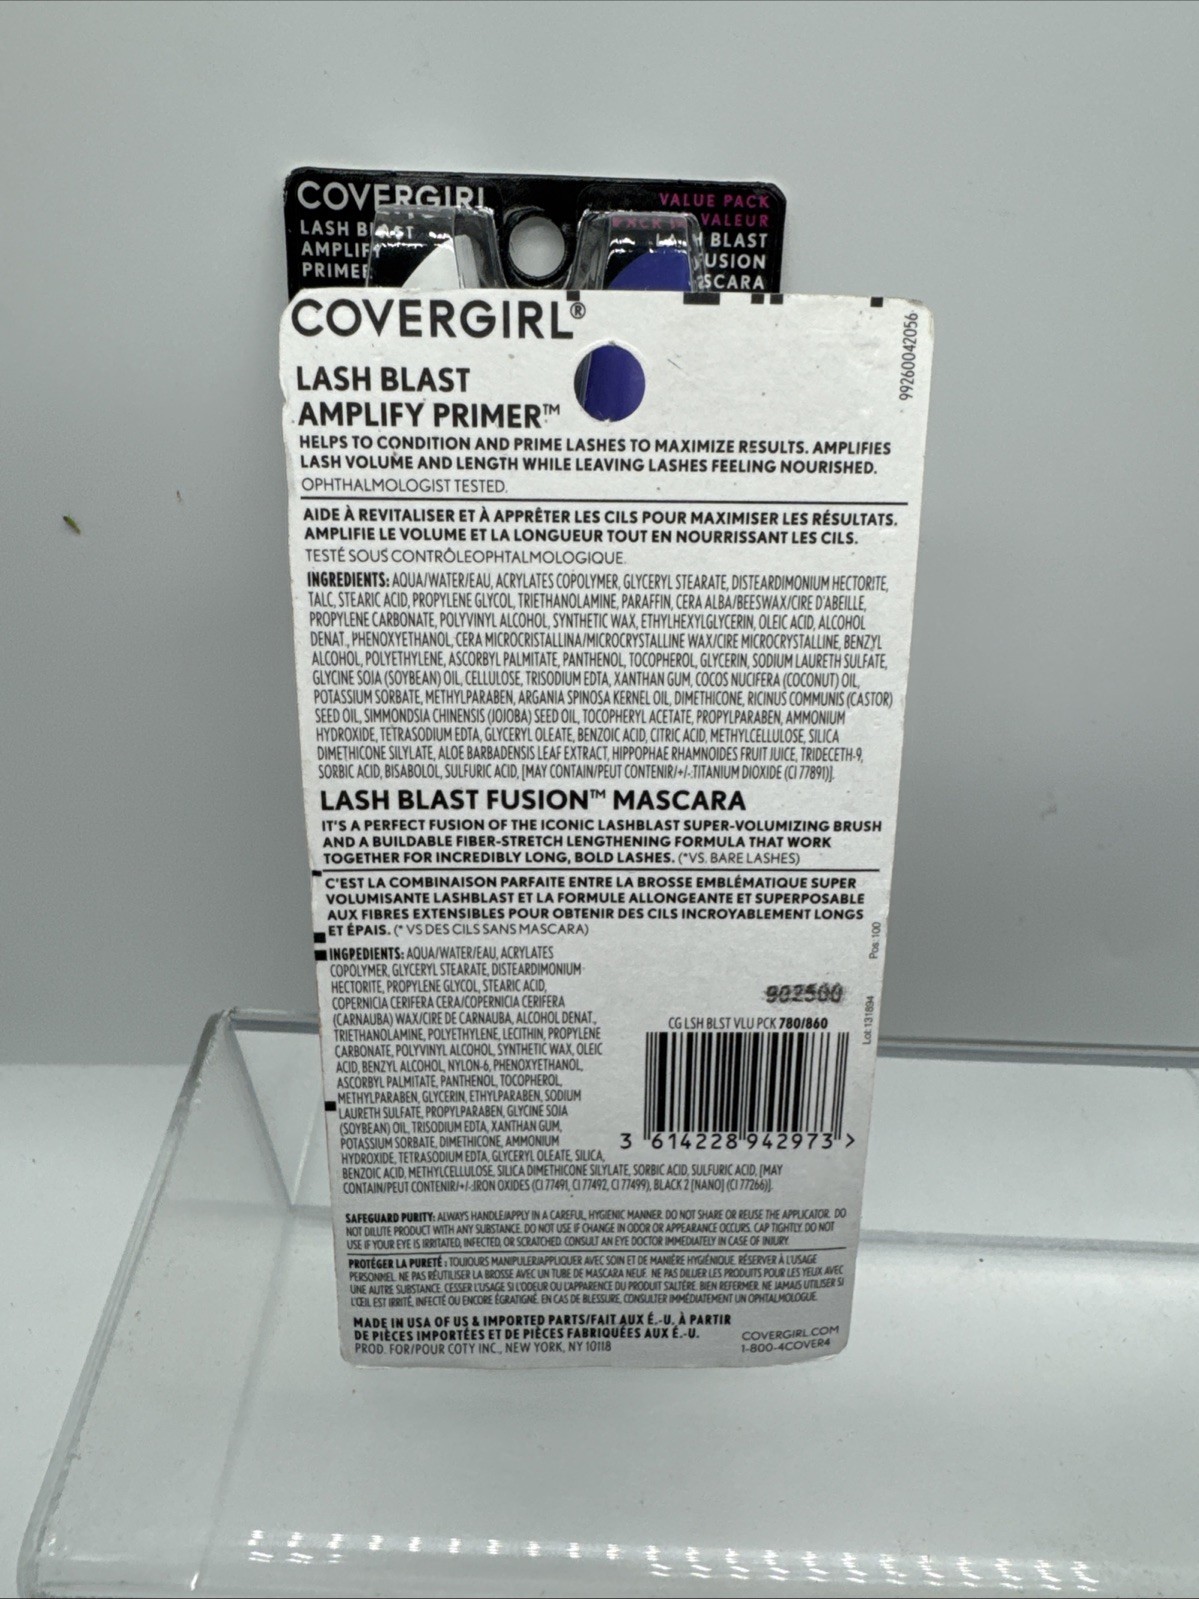 COVERGIRL
LASH BLAST
AMPLIFY
PRIMER
VALUE PACK
VALEUR
LASH BLAST
FUSION
MASCARA
COVERGIRL®
99260042056
LASH BLAST
AMPLIFY PRIMER™
HELPS TO CONDITION AND PRIME LASHES TO MAXIMIZE RESULTS. AMPLIFIES
LASH VOLUME AND LENGTH WHILE LEAVING LASHES FEELING NOURISHED.
OPHTHALMOLOGIST TESTED.
AIDE À REVITALISER ET À APPRÊTER LES CILS POUR MAXIMISER LES RÉSULTATS.
AMPLIFIE LE VOLUME ET LA LONGUEUR TOUT EN NOURRISSANT LES CILS.
TESTÉ SOUS CONTRÔLEOPHTALMOLOGIQUE.
INGREDIENTS: AQUA/WATER/EAU, ACRYLATES COPOLYMER, GLYCERYL STEARATE, DISTEARDIMONIUM HECTORITE,
TALC, STEARIC ACID, PROPYLENE GLYCOL, TRIETHANOLAMINE, PARAFFIN, CERA ALBA/BEESWAX/CIRE D'ABEILLE,
PROPYLENE CARBONATE, POLYVINYL ALCOHOL, SYNTHETIC WAX, ETHYLHEXYLGLYCERIN, OLEIC ACID, ALCOHOL
DENAT., PHENOXYETHANOL, CERA MICROCRISTALLINA/MICROCRYSTALLINE WAX/CIRE MICROCRYSTALLINE, BENZYL
ALCOHOL, POLYETHYLENE, ASCORBYL PALMITATE, PANTHENOL, TOCOPHEROL, GLYCERIN, SODIUM LAURETH SULFATE,
GLYCINE SOJA (SOYBEAN) OIL, CELLULOSE, TRISODIUM EDTA, XANTHAN GUM, COCOS NUCIFERA (COCONUT) OIL,
POTASSIUM SORBATE, METHYLPARABEN, ARGANIA SPINOSA KERNEL OIL, DIMETHICONE, RICINUS COMMUNIS (CASTOR)
SEED OIL, SIMMONDSIA CHINENSIS (JOJOBA) SEED OIL, TOCOPHERYL ACETATE, PROPYLPARABEN, AMMONIUM
HYDROXIDE, TETRASODIUM EDTA, GLYCERYL OLEATE, BENZOIC ACID, CITRIC ACID, METHYLCELLULOSE, SILICA
DIMETHICONE SILYLATE, ALOE BARBADENSIS LEAF EXTRACT, HIPPOPHAE RHAMNOIDES FRUIT JUICE, TRIDECETH-9,
SORBIC ACID, BISABOLOL, SULFURIC ACID, [MAY CONTAIN/PEUT CONTENIR/+/-:TITANIUM DIOXIDE (CI 77891)].
LASH BLAST FUSION™ MASCARA
IT'S A PERFECT FUSION OF THE ICONIC LASHBLAST SUPER-VOLUMIZING BRUSH
AND A BUILDABLE FIBER-STRETCH LENGTHENING FORMULA THAT WORK
TOGETHER FOR INCREDIBLY LONG, BOLD LASHES. (*VS. BARE LASHES)
C'EST LA COMBINAISON PARFAITE ENTRE LA BROSSE EMBLÉMATIQUE SUPER
VOLUMISANTE LASHBLAST ET LA FORMULE ALLONGEANTE ET SUPERPOSABLE
AUX FIBRES EXTENSIBLES POUR OBTENIR DES CILS INCROYABLEMENT LONGS
ET ÉPAIS. (* VS DES CILS SANS MASCARA)
INGREDIENTS: AQUA/WATER/EAU, ACRYLATES
COPOLYMER, GLYCERYL STEARATE, DISTEARDIMONIUM
HECTORITE, PROPYLENE GLYCOL, STEARIC ACID,
COPERNICIA CERIFERA CERA/COPERNICIA CERIFERA
(CARNAUBA) WAX/CIRE DE CARNAUBA, ALCOHOL DENAT.,
TRIETHANOLAMINE, POLYETHYLENE, LECITHIN, PROPYLENE
CARBONATE, POLYVINYL ALCOHOL, SYNTHETIC WAX, OLEIC
ACID, BENZYL ALCOHOL, NYLON-6, PHENOXYETHANOL,
ASCORBYL PALMITATE, PANTHENOL, TOCOPHEROL,
METHYLPARABEN, GLYCERIN, ETHYLPARABEN, SODIUM
LAURETH SULFATE, PROPYLPARABEN, GLYCINE SOJA
(SOYBEAN) OIL, TRISODIUM EDTA, XANTHAN GUM,
POTASSIUM SORBATE, DIMETHICONE, AMMONIUM
HYDROXIDE, TETRASODIUM EDTA, GLYCERYL OLEATE, SILICA,
BENZOIC ACID, METHYLCELLULOSE, SILICA DIMETHICONE SILYLATE, SORBIC ACID, SULFURIC ACID, [MAY
CONTAIN/PEUT CONTENIR/+/-:IRON OXIDES (CI 77491, CI 77492, CI 77499), BLACK 2 [NANO] (CI 77266)].
Pos: 100
Lot: 131894
902500
CG LSH BLST VLU PCK 780/860
3 614228 942973 >
SAFEGUARD PURITY: ALWAYS HANDLE/APPLY IN A CAREFUL, HYGIENIC MANNER. DO NOT SHARE OR REUSE THE APPLICATOR. DO
NOT DILUTE PRODUCT WITH ANY SUBSTANCE. DO NOT USE IF CHANGE IN ODOR OR APPEARANCE OCCURS. CAP TIGHTLY. DO NOT
USE IF YOUR EYE IS IRRITATED, INFECTED, OR SCRATCHED. CONSULT AN EYE DOCTOR IMMEDIATELY IN CASE OF INJURY.
PROTÉGER LA PURETÉ : TOUJOURS MANIPULER/APPLIQUER AVEC SOIN ET DE MANIÈRE HYGIÉNIQUE. RÉSERVER À L'USAGE
PERSONNEL. NE PAS RÉUTILISER LA BROSSE AVEC UN TUBE DE MASCARA NEUF. NE PAS DILUER LES PRODUITS POUR LES YEUX AVEC
UNE AUTRE SUBSTANCE. CESSER L'USAGE SI L'ODEUR OU L'APPARENCE DU PRODUIT S'ALTÈRE. BIEN REFERMER. NE JAMAIS UTILISER SI
L'ŒIL EST IRRITÉ, INFECTÉ OU ENCORE ÉGRATIGNÉ. EN CAS DE BLESSURE, CONSULTER IMMÉDIATEMENT UN OPHTALMOLOGUE.
MADE IN USA OF US & IMPORTED PARTS/FAIT AUX É.-U. À PARTIR
DE PIÈCES IMPORTÉES ET DE PIÈCES FABRIQUÉES AUX É.-U.
PROD. FOR/POUR COTY INC., NEW YORK, NY 10118
COVERGIRL.COM
1-800-4COVER4